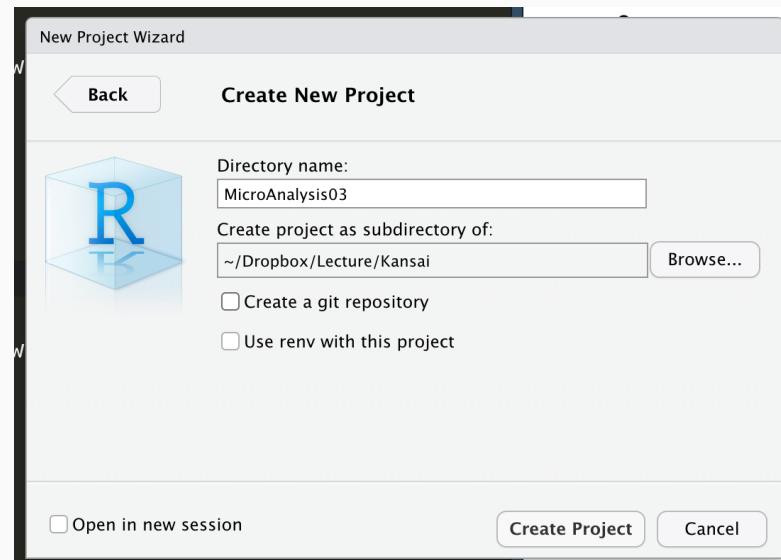 New Project Wizard
Back
Create New Project
R
Directory name:
MicroAnalysis03
Create project as subdirectory of:
~/Dropbox/Lecture/Kansai
Browse...
Create a git repository
Use renv with this project
Open in new session
Create Project
Cancel